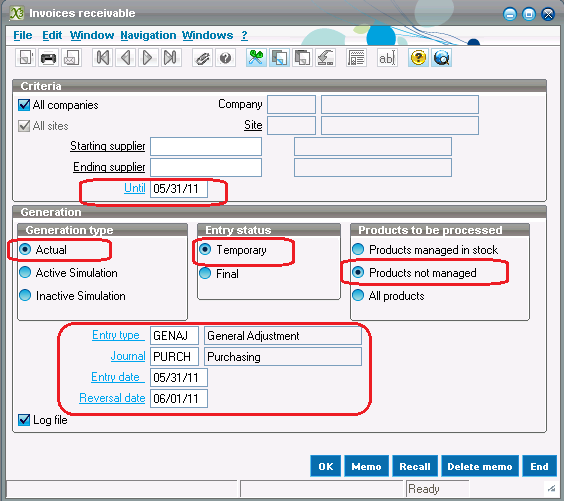 Invoices receivable
File Edit Window Navigation Windows ?
ab
?
Criteria
All companies Company
All sites Site
Starting supplier
Ending supplier
Until 05/31/11
Generation
Generation type Entry status Products to be processed
Actual Temporary Products managed in stock
Active Simulation Final Products not managed
Inactive Simulation All products
Entry type GENAJ General Adjustment
Journal PURCH Purchasing
Entry date 05/31/11
Reversal date 06/01/11
Log file
OK Memo Recall Delete memo End
Ready